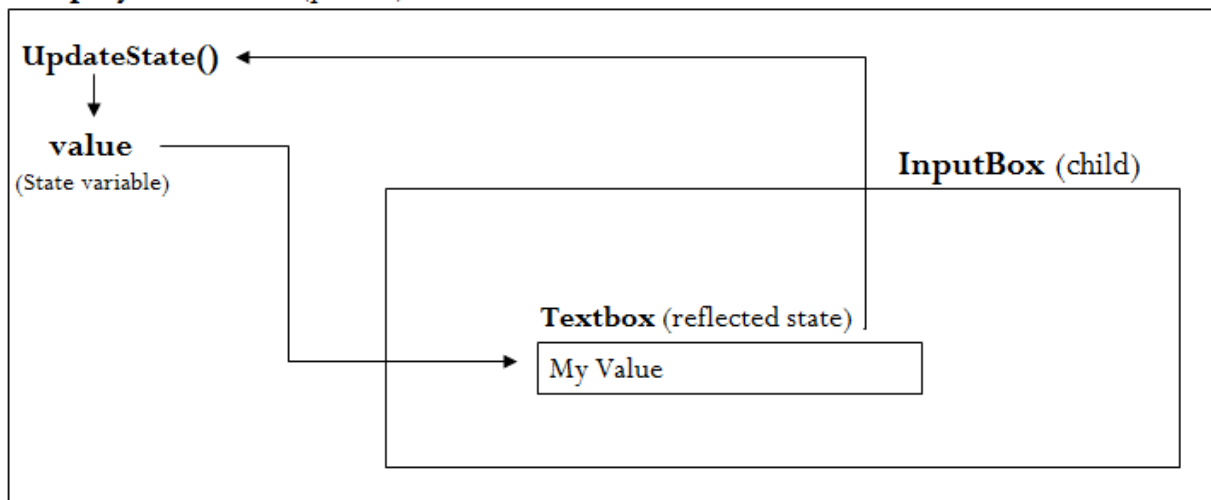 UpdateState()
value
(State variable)
InputBox (child)
Textbox (reflected state)
My Value